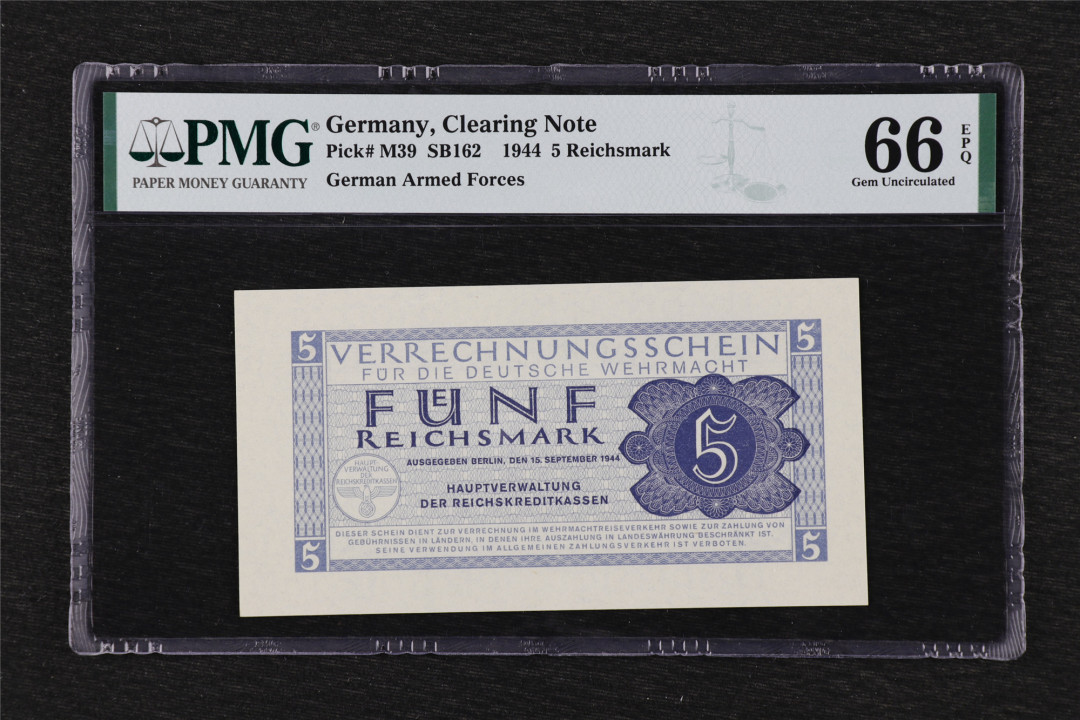 PMG®
PAPER MONEY GUARANTY
Germany, Clearing Note
Pick# M39 SB162 1944 5 Reichsmark
German Armed Forces
66
EPQ
Gem Uncirculated
5
5
VERRECHNUNGSSCHEIN
FÜR DIE DEUTSCHE WEHRMACHT
FUENF
REICHSMARK
5
AUSGEGEBEN BERLIN, DEN 15. SEPTEMBER 1944
HAUPT-
VERWALTUNG
DER
REICHSKREDITKASSEN
HAUPTVERWALTUNG
DER REICHSKREDITKASSEN
DIESER SCHEIN DIENT ZUR VERRECHNUNG IM WEHRMACHTREISEVERKEHR SOWIE ZUR ZAHLUNG VON
GEBÜHRNISSEN IN LÄNDERN, IN DENEN IHRE AUSZAHLUNG IN LANDESWÄHRUNG BESCHRÄNKT IST.
SEINE VERWENDUNG IM ALLGEMEINEN ZAHLUNGSVERKEHR IST VERBOTEN.
5
5